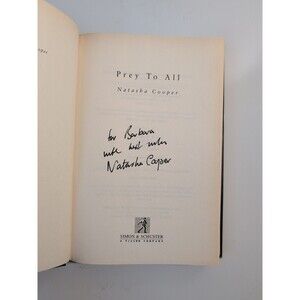 Prey To All
Natasha Cooper
for Barbara
with best wishes
Natasha Cooper
SIMON & SCHUSTER
A VIACOM COMPANY